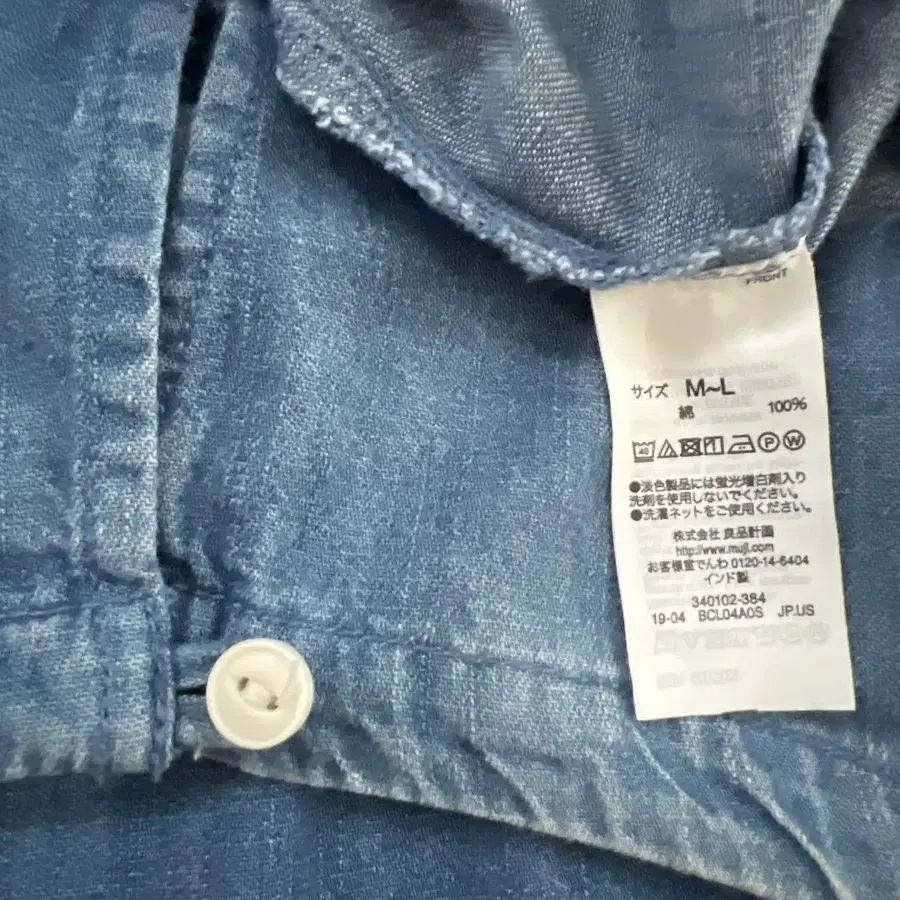 FRONT
サイズ M~L
綿 100%
40 P W
●淡色製品には蛍光増白剤入り
洗剤を使用しないでください。
●洗濯ネットをご使用ください。
株式会社 良品計画
http://www.muji.com
お客様室でんわ 0120-14-6404
インド製
340102-384
19-04 BCL04A0S JP.US